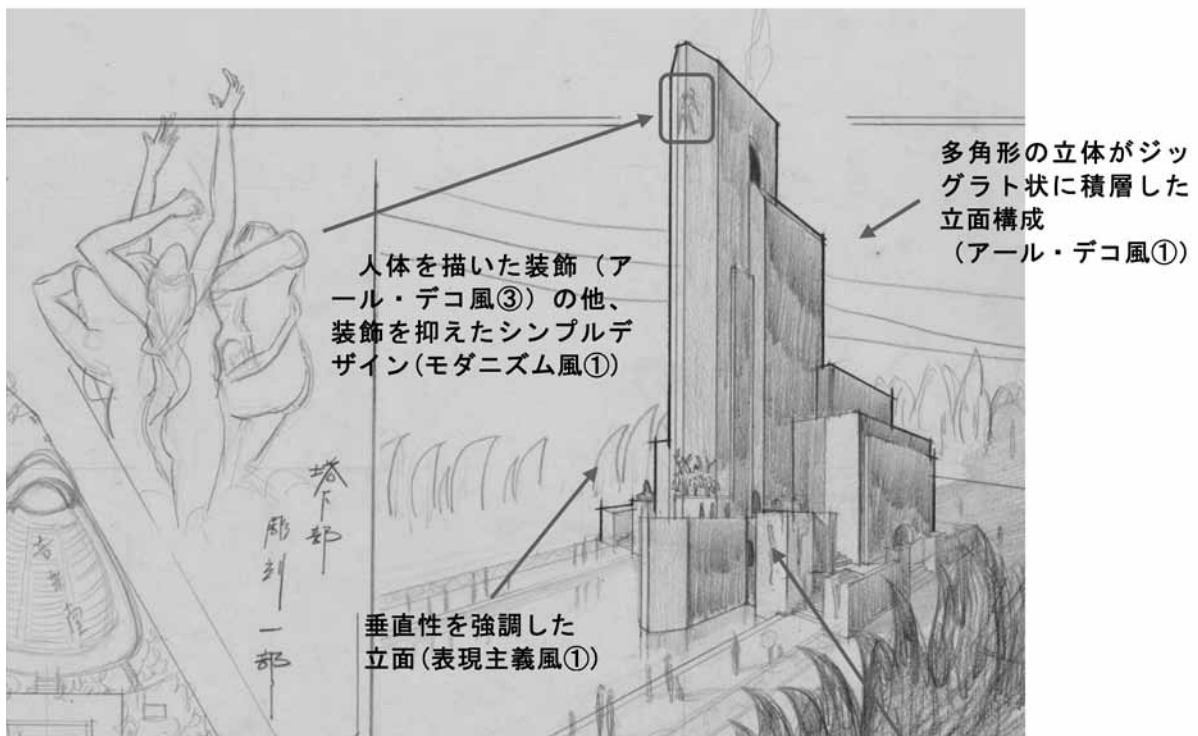 多角形の立体がジッ
グラト状に積層した
立面構成
（アール・デコ風①）
人体を描いた装飾（ア
ール・デコ風③）の他、
装飾を抑えたシンプルデ
ザイン(モダニズム風①)
垂直性を強調した
立面(表現主義風①)
塔下部
彫刻一部
音楽堂